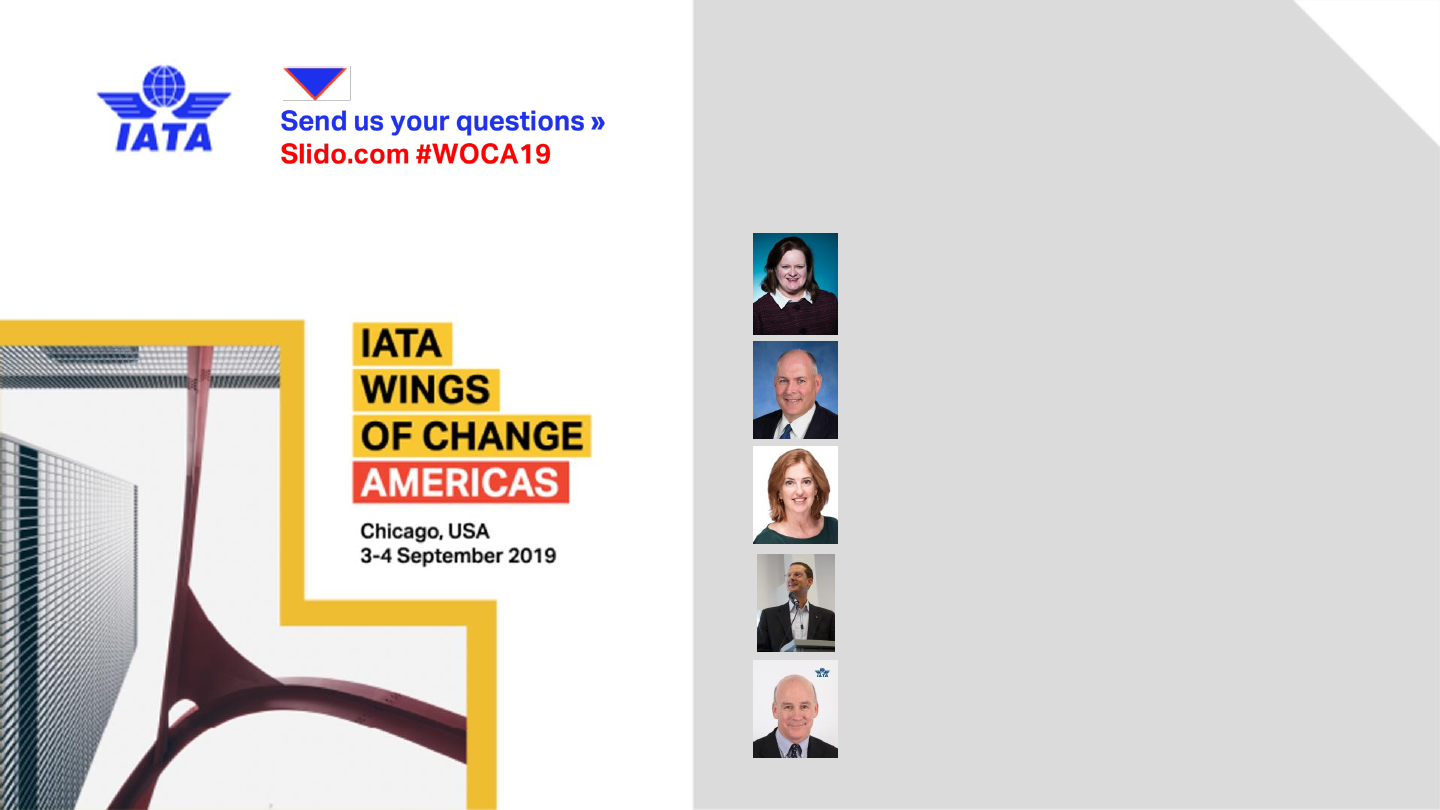 IATA
Send us your questions »
Slido.com #WOCA19
IATA
WINGS
OF CHANGE
AMERICAS
Chicago, USA
3-4 September 2019
IATA